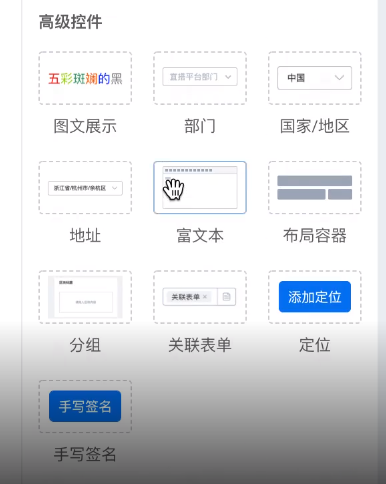 高级控件
五彩斑斓的黑
直播平台部门
中国
图文展示
部门
国家/地区
浙江省/杭州市/余杭区
地址
富文本
布局容器
关联表单 ×
添加定位
分组
关联表单
定位
手写签名
手写签名